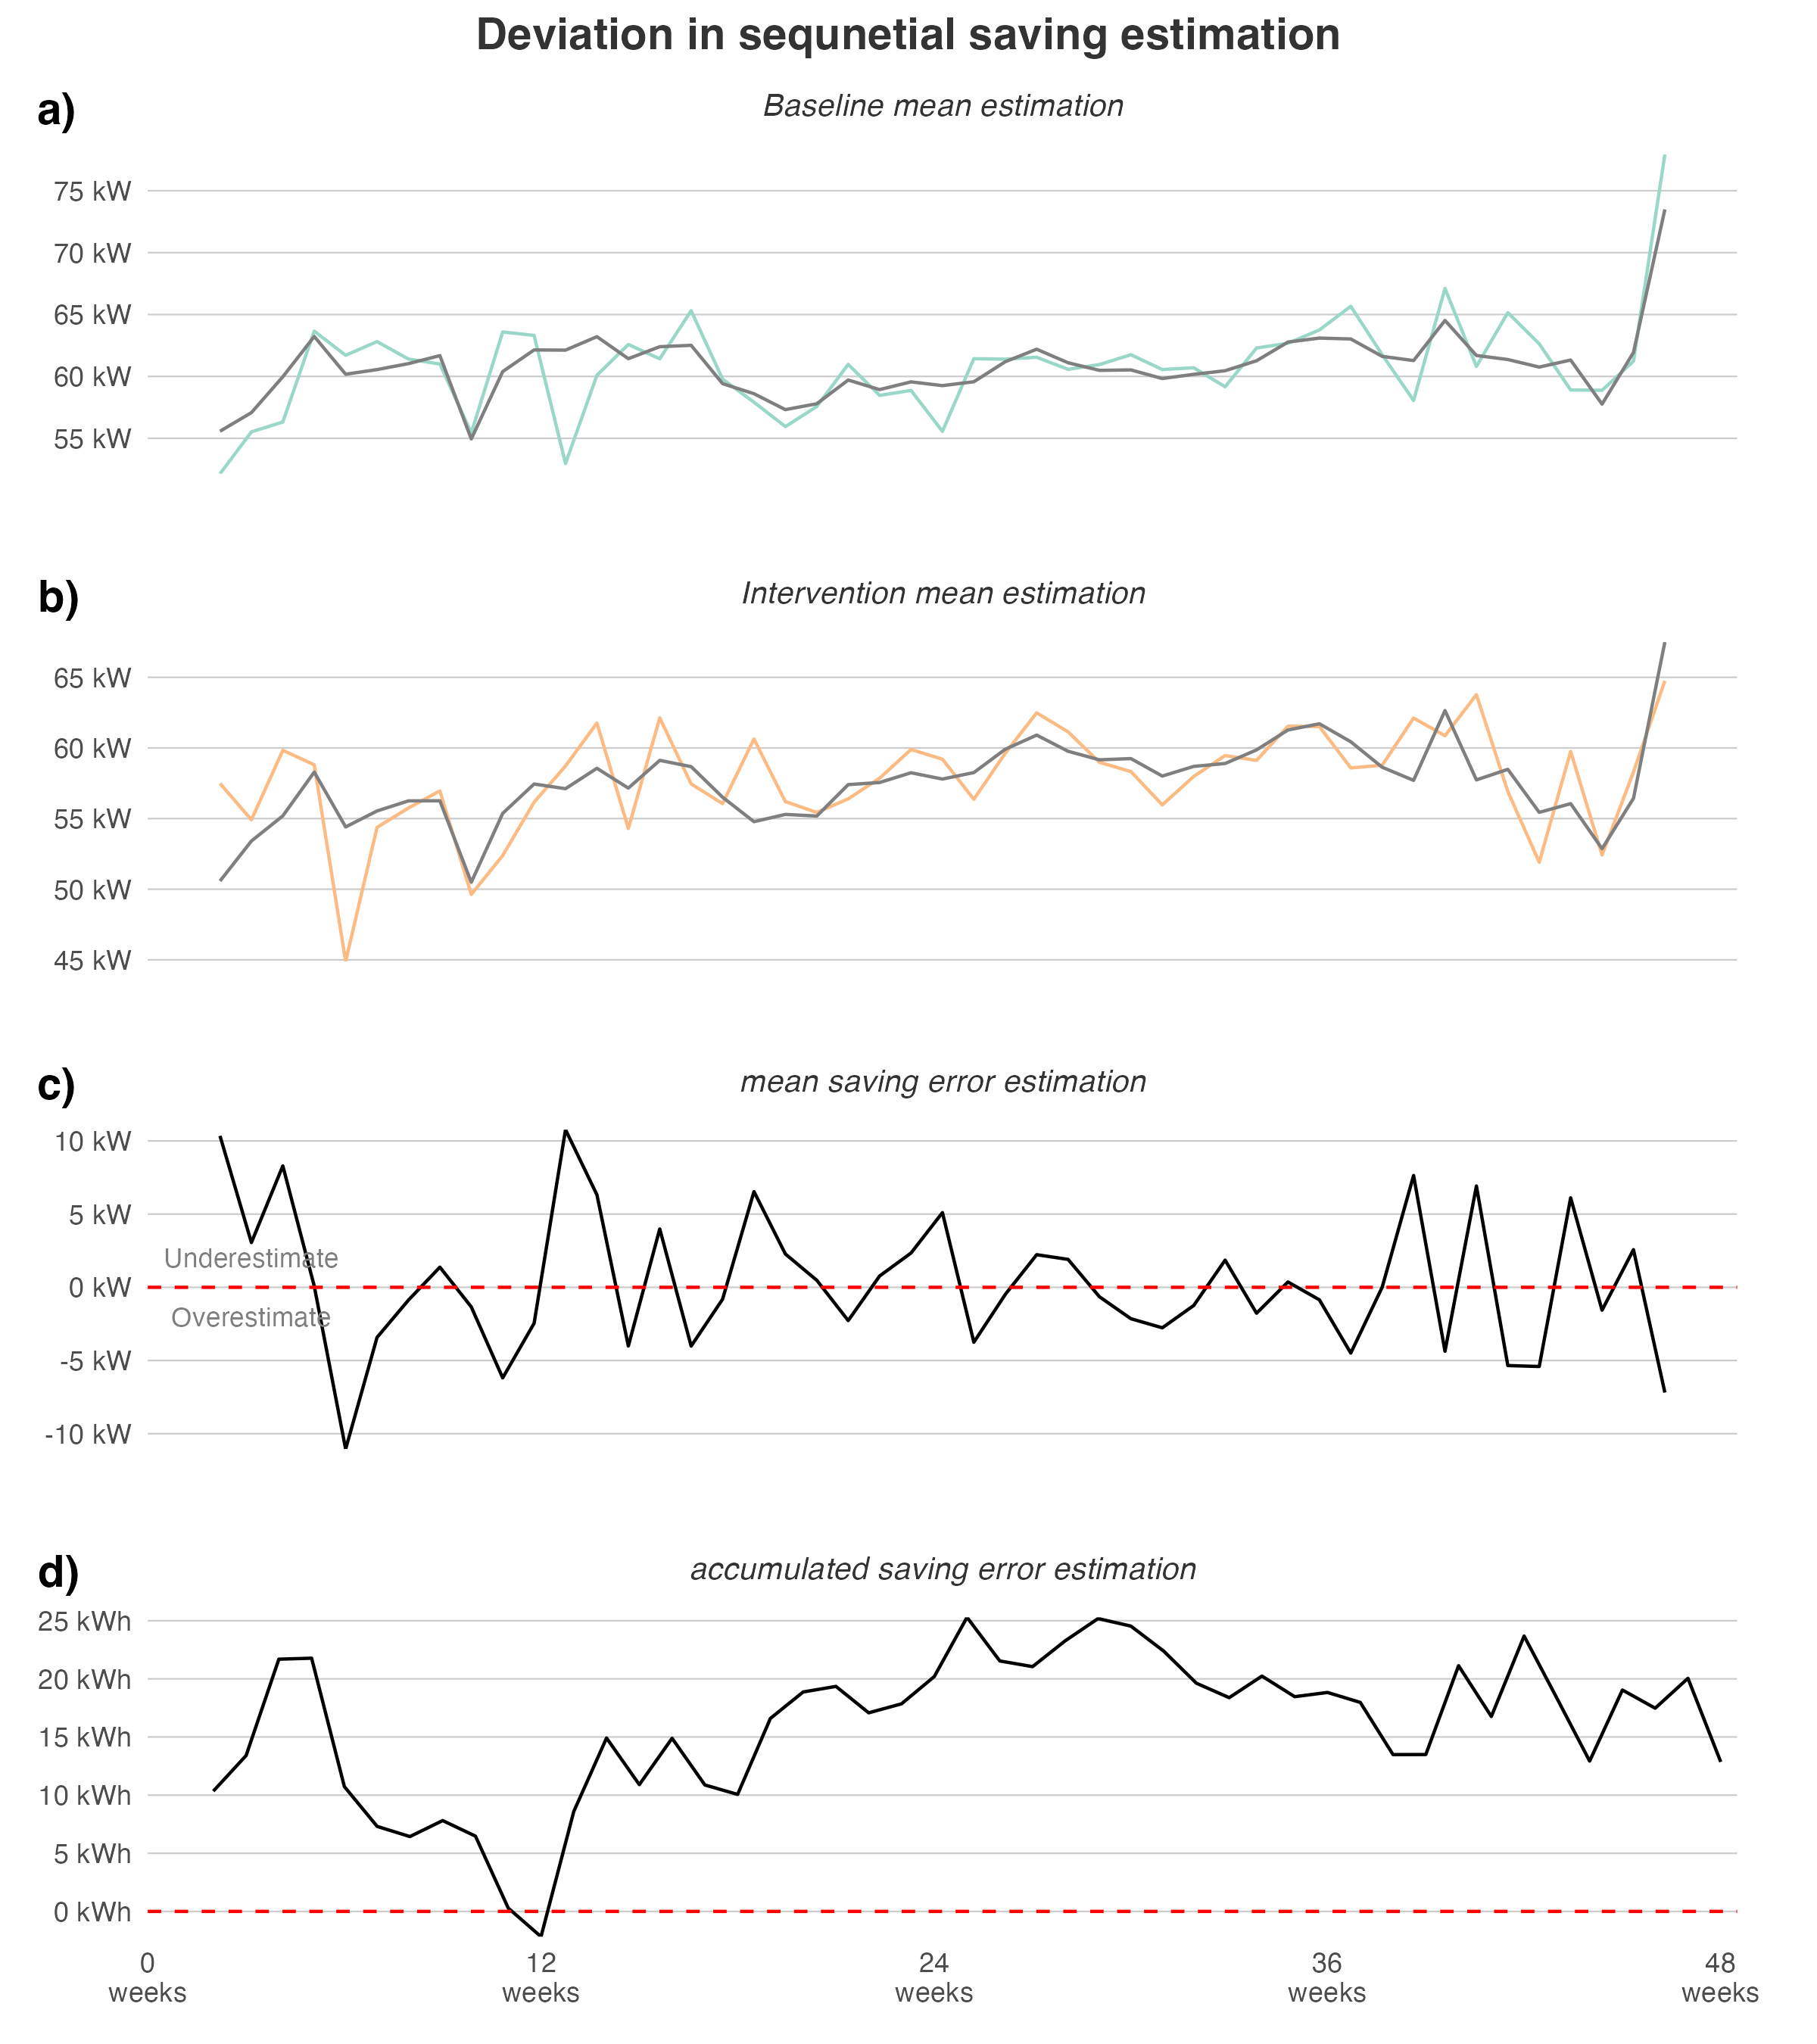 Deviation in sequnetial saving estimation
a)
Baseline mean estimation
75 kW
70 kW
65 kW
60 kW
55 kW
b)
Intervention mean estimation
65 kW
60 kW
55 kW
50 kW
45 kW
c)
mean saving error estimation
10 kW
5 kW
Underestimate
0 kW
Overestimate
-5 kW
-10 kW
d)
accumulated saving error estimation
25 kWh
20 kWh
15 kWh
10 kWh
5 kWh
0 kWh
0 12 24 36 48
weeks weeks weeks weeks weeks